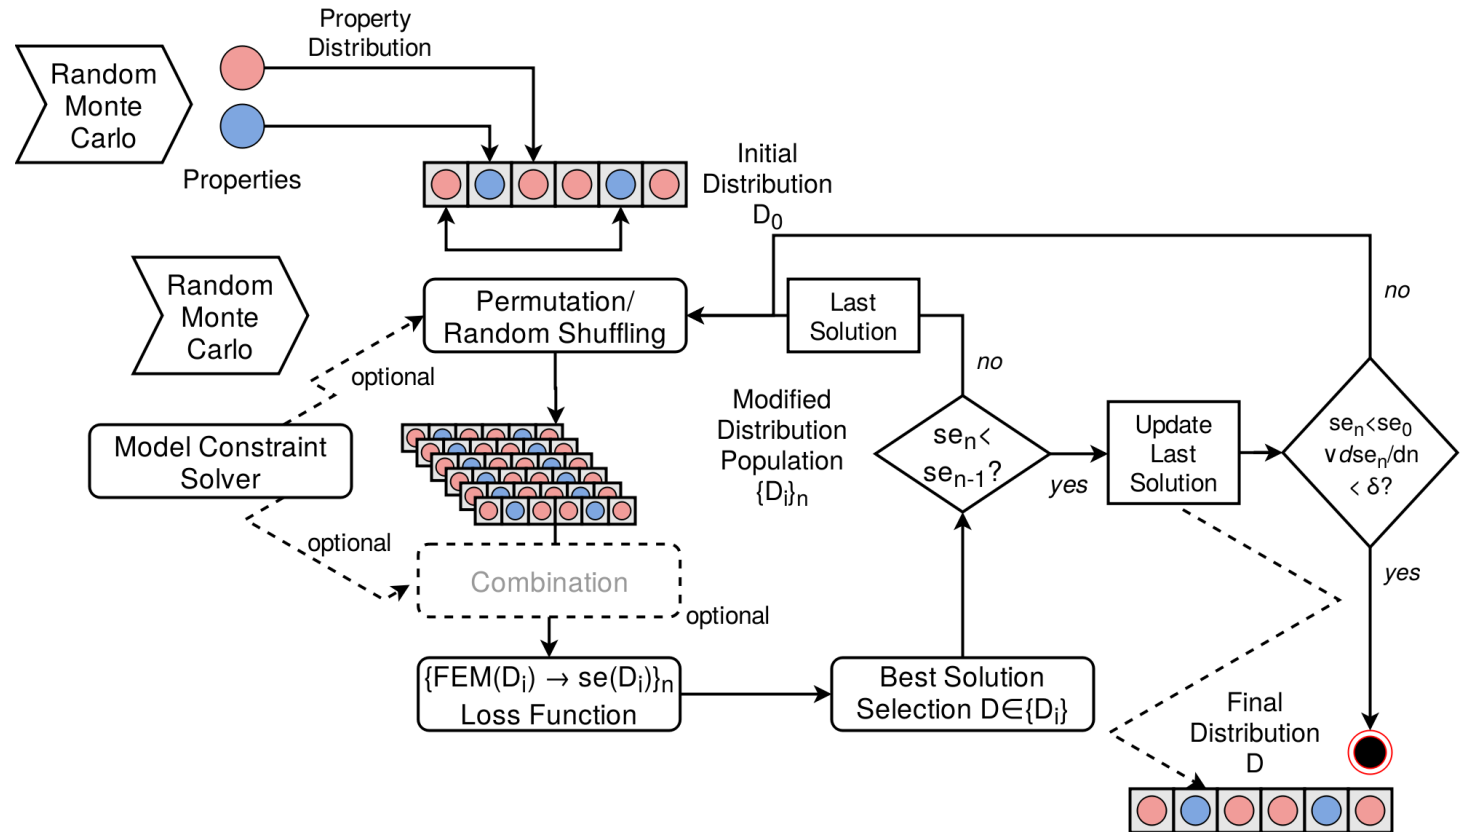 Property
Distribution
Random
Monte
Carlo
Properties
Initial
Distribution
D₀
Random
Monte
Carlo
Permutation/
Random Shuffling
Last
Solution
no
no
optional
Model Constraint
Solver
Modified
Distribution
Population
{Dᵢ}ₙ
seₙ<
seₙ₋₁?
yes
Update
Last
Solution
seₙ<se₀
∨dseₙ/dn
< δ?
yes
optional
Combination
optional
{FEM(Dᵢ) → se(Dᵢ)}ₙ
Loss Function
Best Solution
Selection D∈{Dᵢ}
Final
Distribution
D